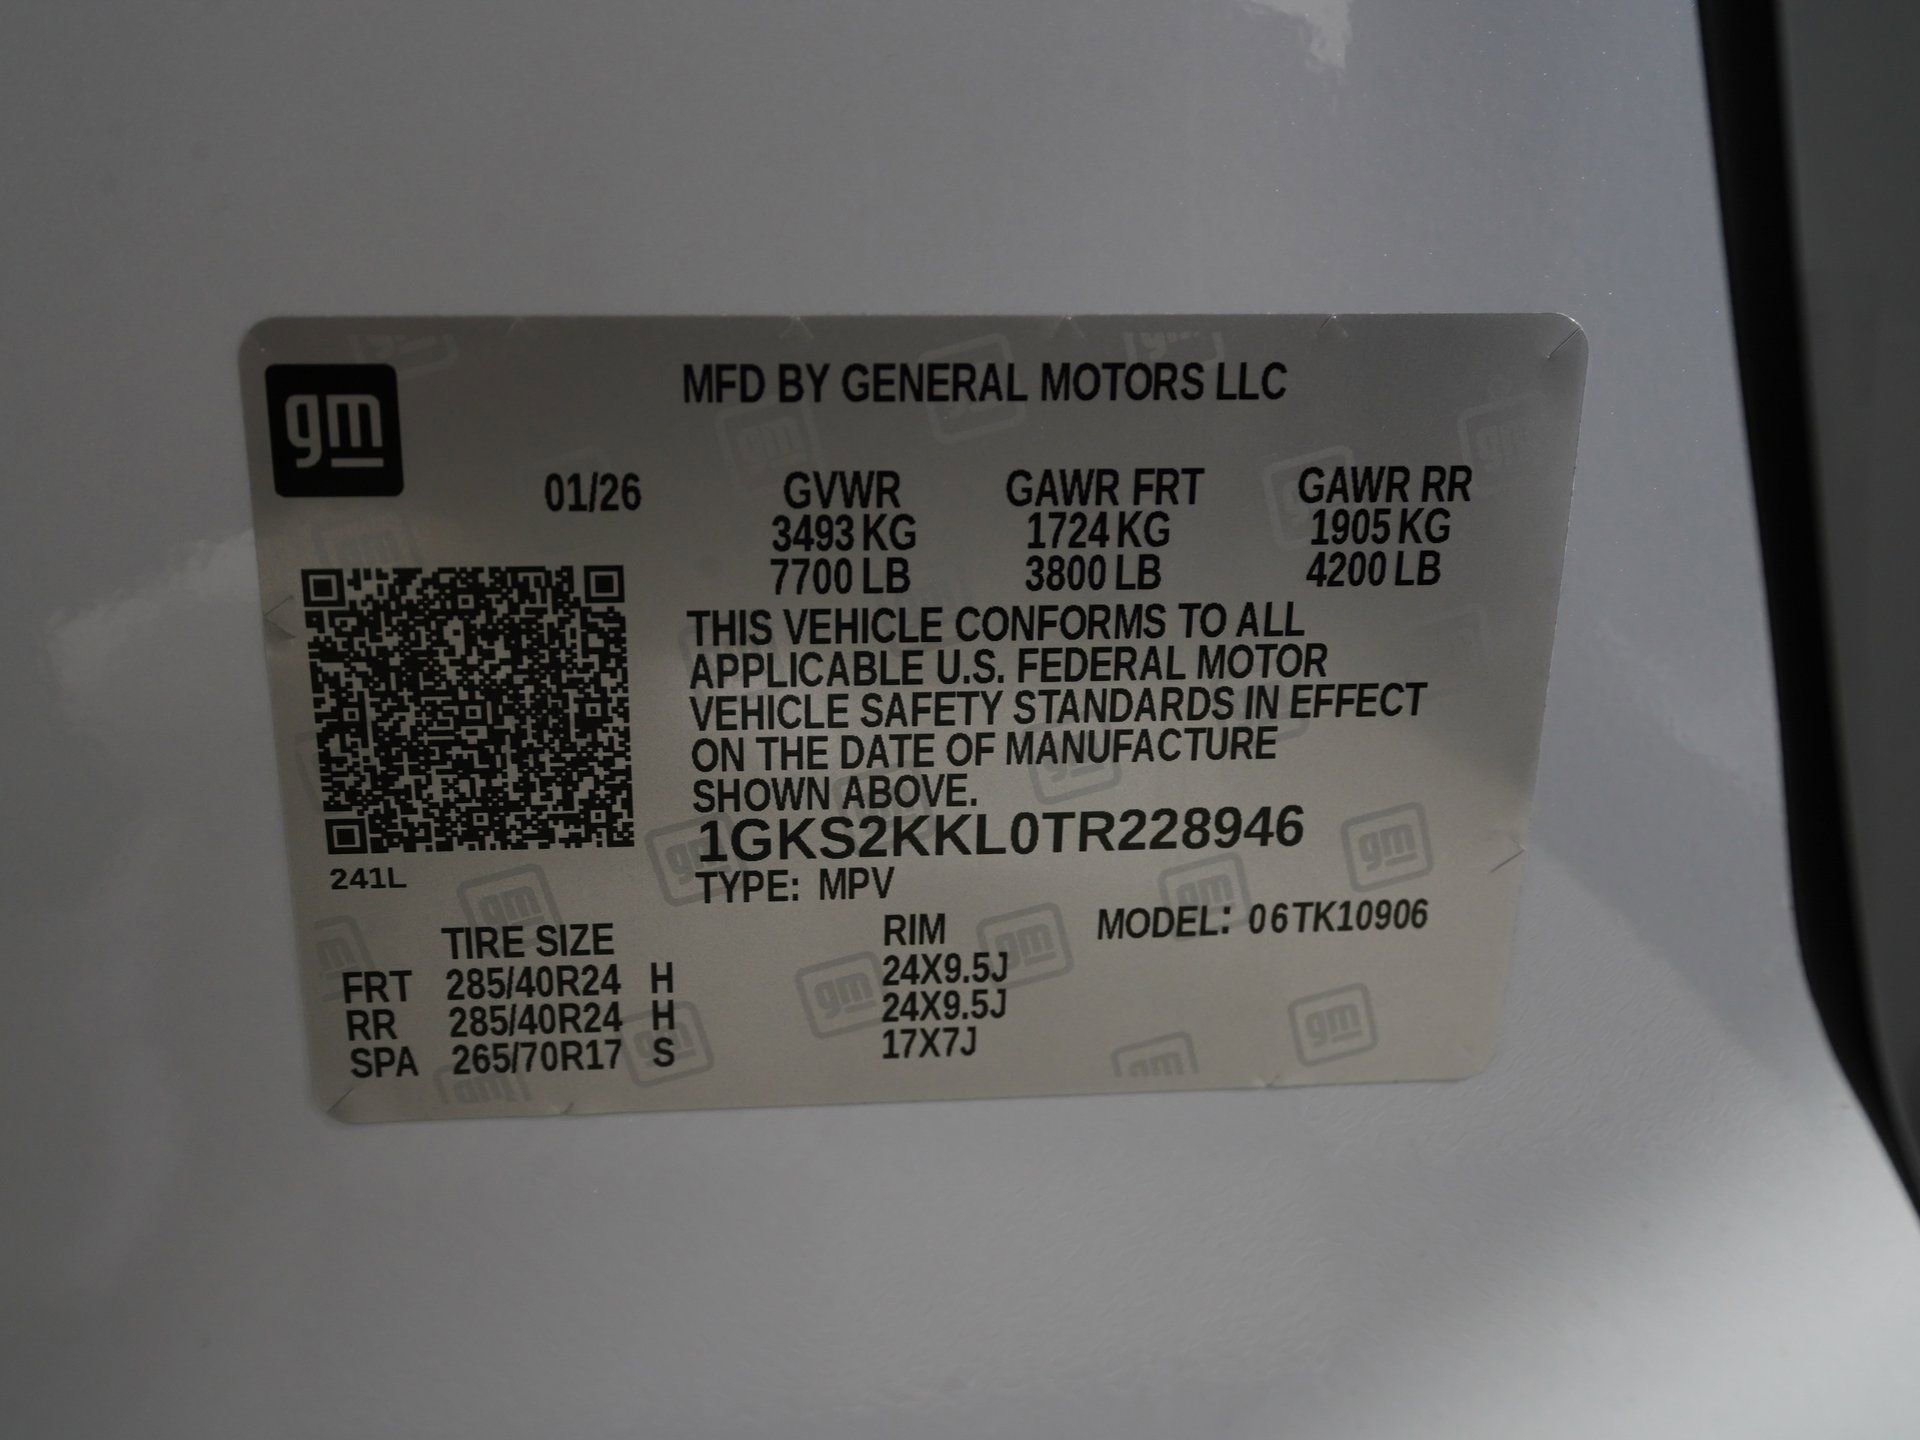 gm
MFD BY GENERAL MOTORS LLC
01/26 GVWR GAWR FRT GAWR RR
3493 KG 1724 KG 1905 KG
7700 LB 3800 LB 4200 LB
THIS VEHICLE CONFORMS TO ALL
APPLICABLE U.S. FEDERAL MOTOR
VEHICLE SAFETY STANDARDS IN EFFECT
ON THE DATE OF MANUFACTURE
SHOWN ABOVE.
1GKS2KKL0TR228946
241L
TYPE: MPV
TIRE SIZE RIM MODEL: 06TK10906
FRT 285/40R24 H 24X9.5J
RR 285/40R24 H 24X9.5J
SPA 265/70R17 S 17X7J